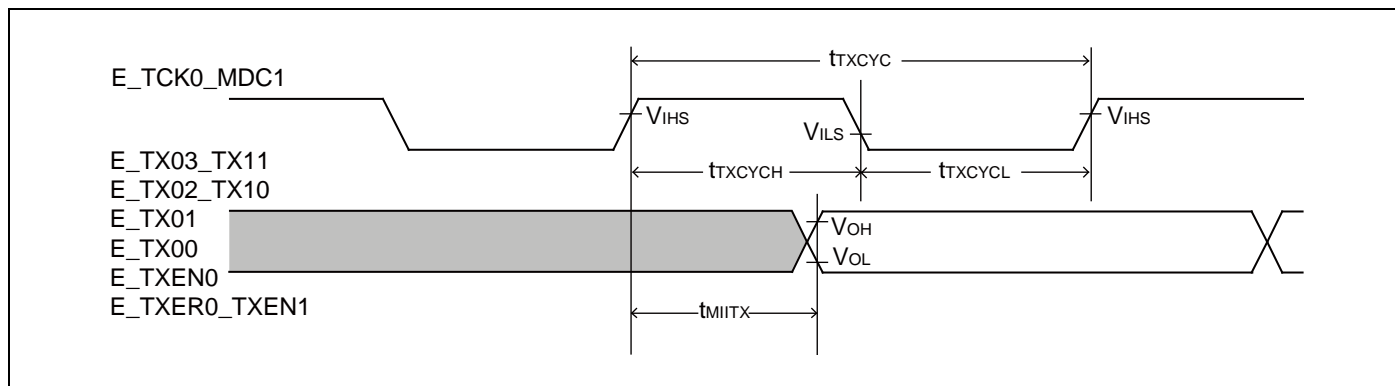 tTXCYC
E_TCK0_MDC1
VIHS
VILS
VIHS
E_TX03_TX11
E_TX02_TX10
E_TX01
E_TX00
E_TXEN0
E_TXER0_TXEN1
tTXCYCH
tTXCYCL
VOH
VOL
tMIITX